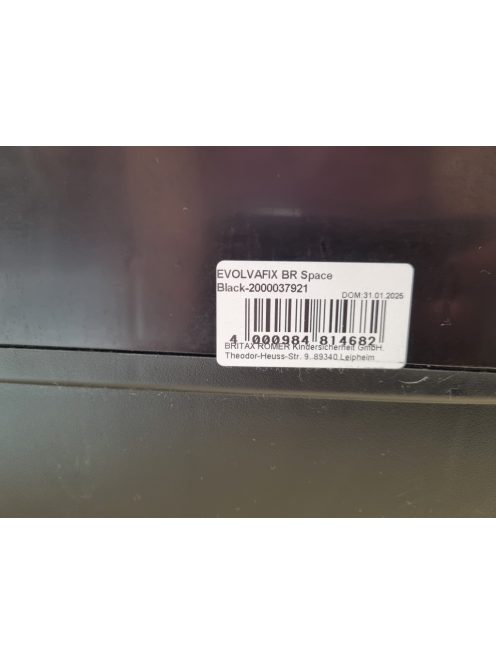 EVOLVAFIX BR Space
Black-2000037921
DOM:31.01.2025
4 000984 814682
BRITAX RÖMER Kindersicherheit GmbH.
Theodor-Heuss-Str. 9, 89340 Leipheim